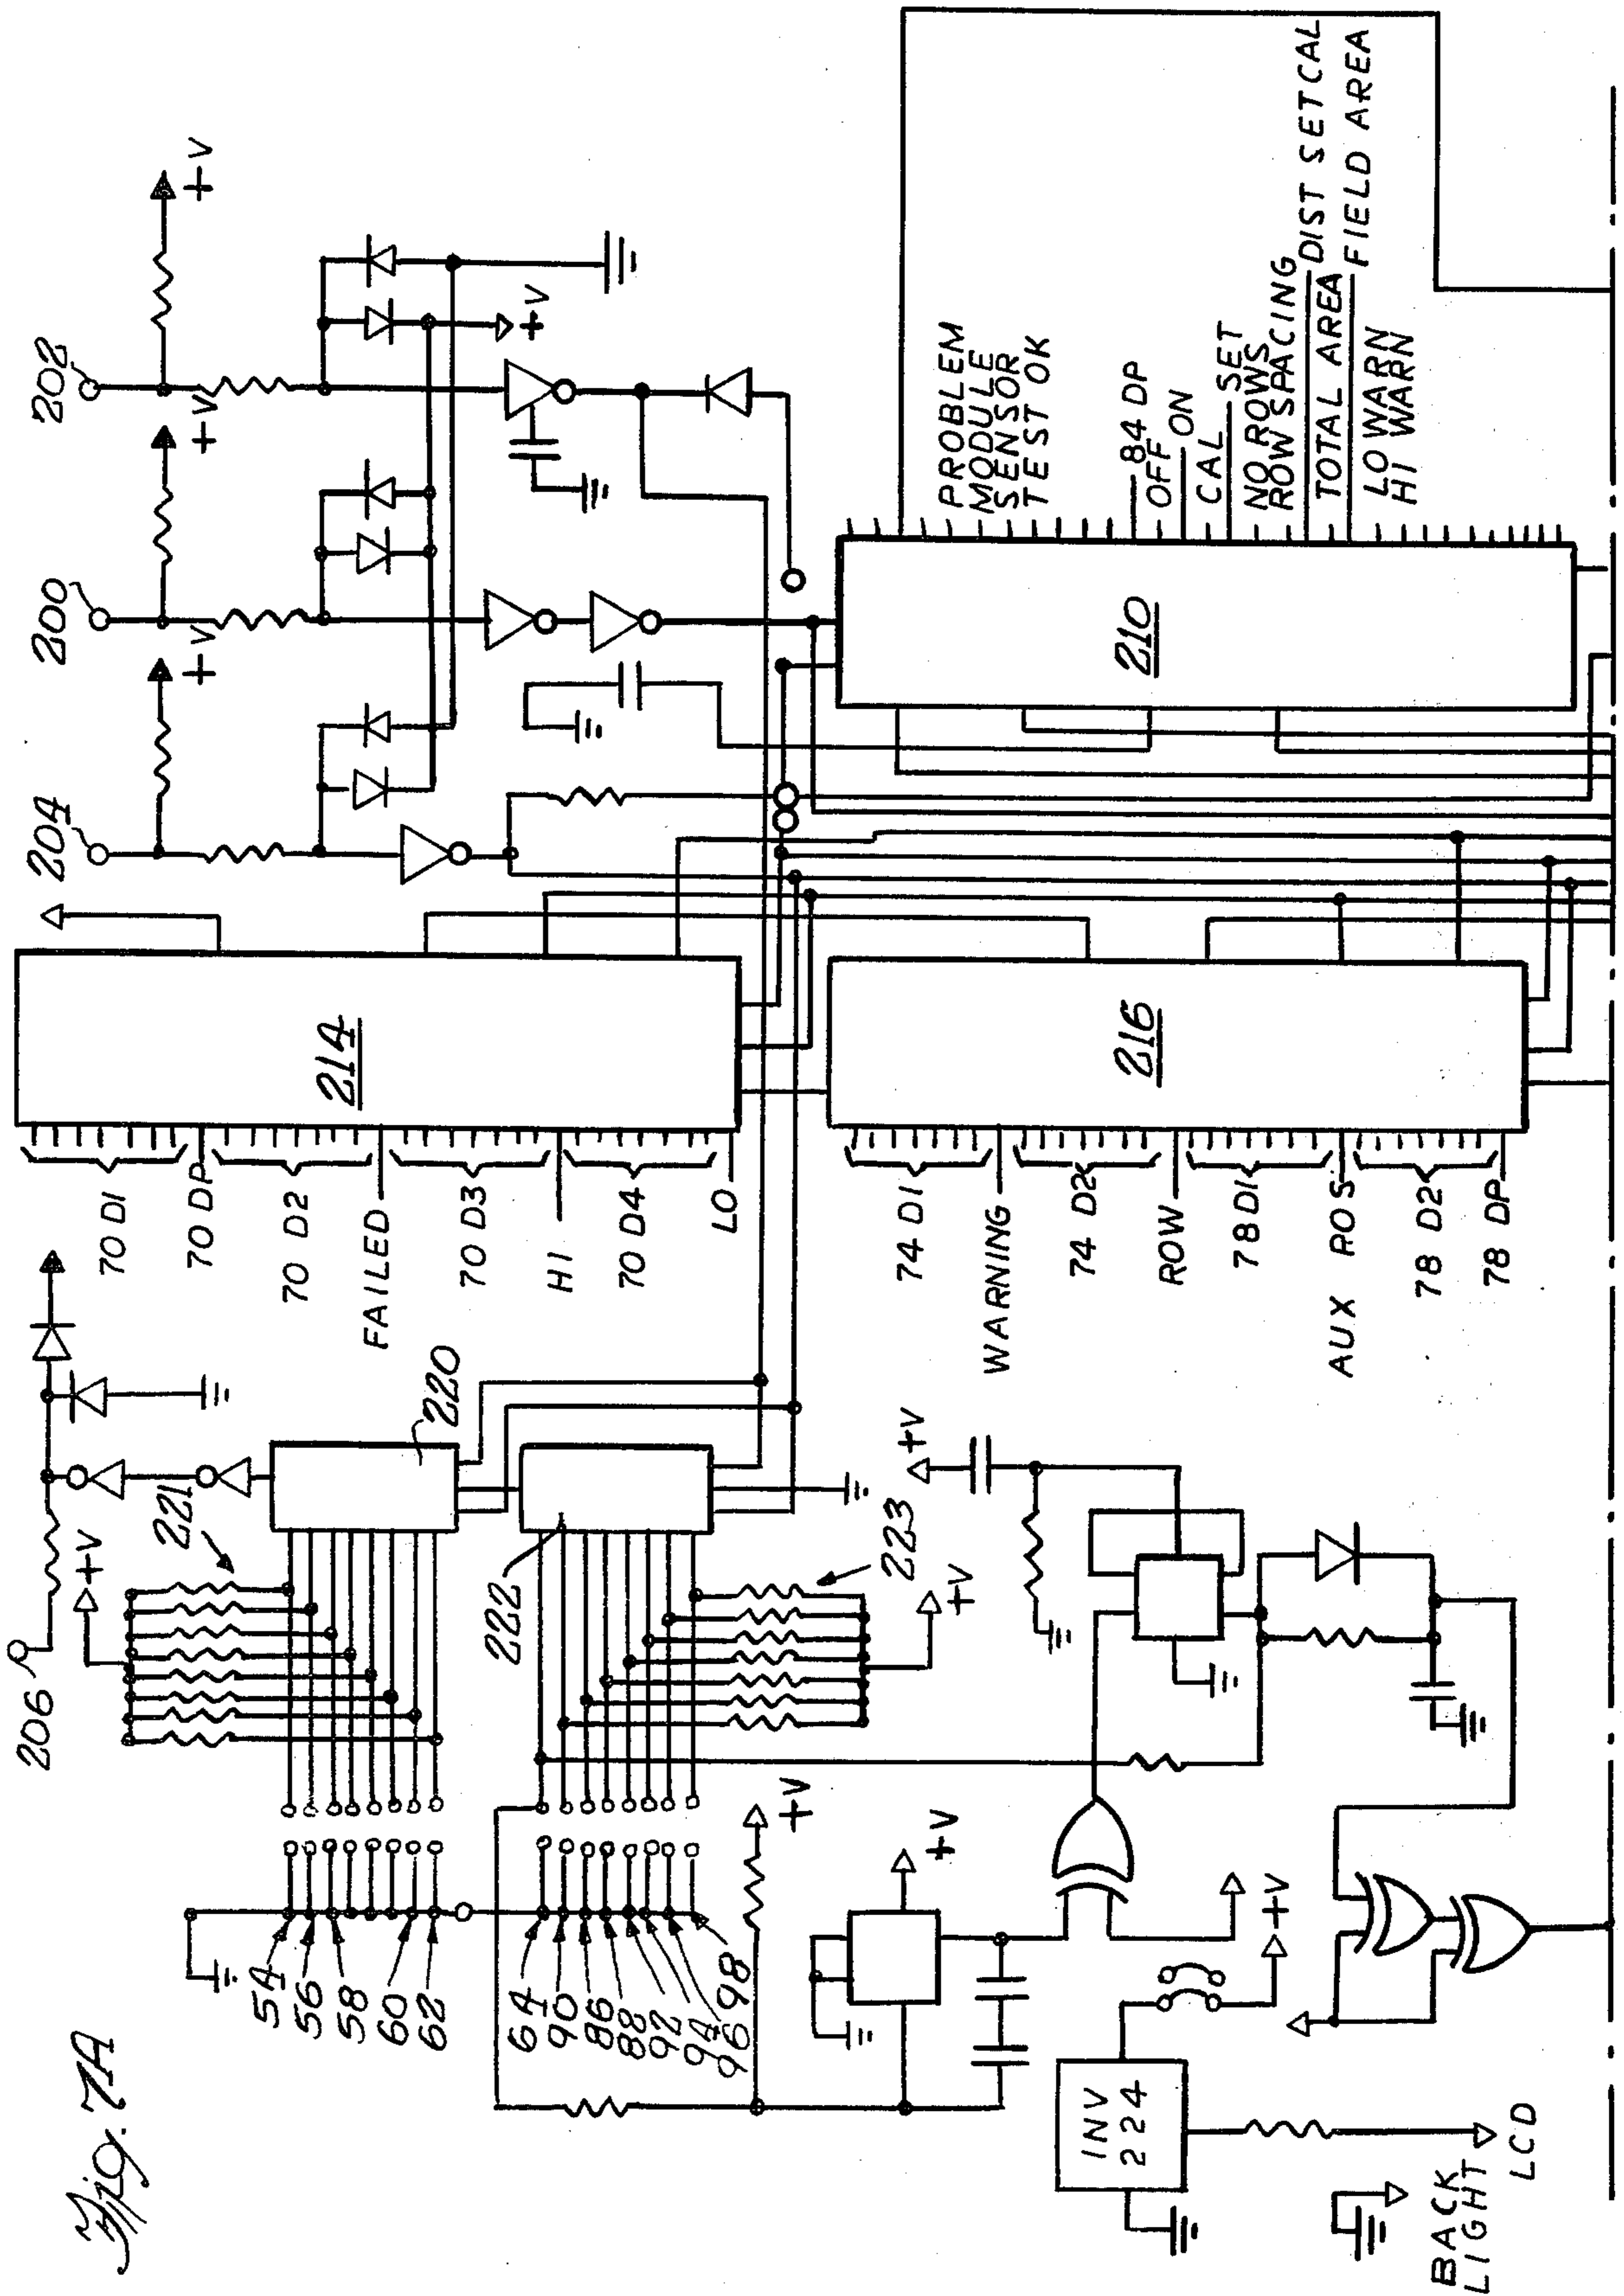 Fig. 7A
206
+V
221
220
222
223
+V
54
56
58
60
62
64
90
86
88
92
94
96
98
+V
+V
+V
+V
INV
224
BACK
LIGHT
LCD
204
200
202
+V
+V
+V
+V
214
70 D1
70 DP
70 D2
FAILED
70 D3
HI
70 D4
LO
216
74 D1
WARNING
74 D2
ROW
78 D1
AUX ROS
78 D2
78 DP
210
PROBLEM
MODULE
SENSOR
TEST OK
84 DP
OFF
ON
CAL
SET
NO ROWS
ROW SPACING
DIST SETCAL
TOTAL AREA
FIELD AREA
LO WARN
HI WARN